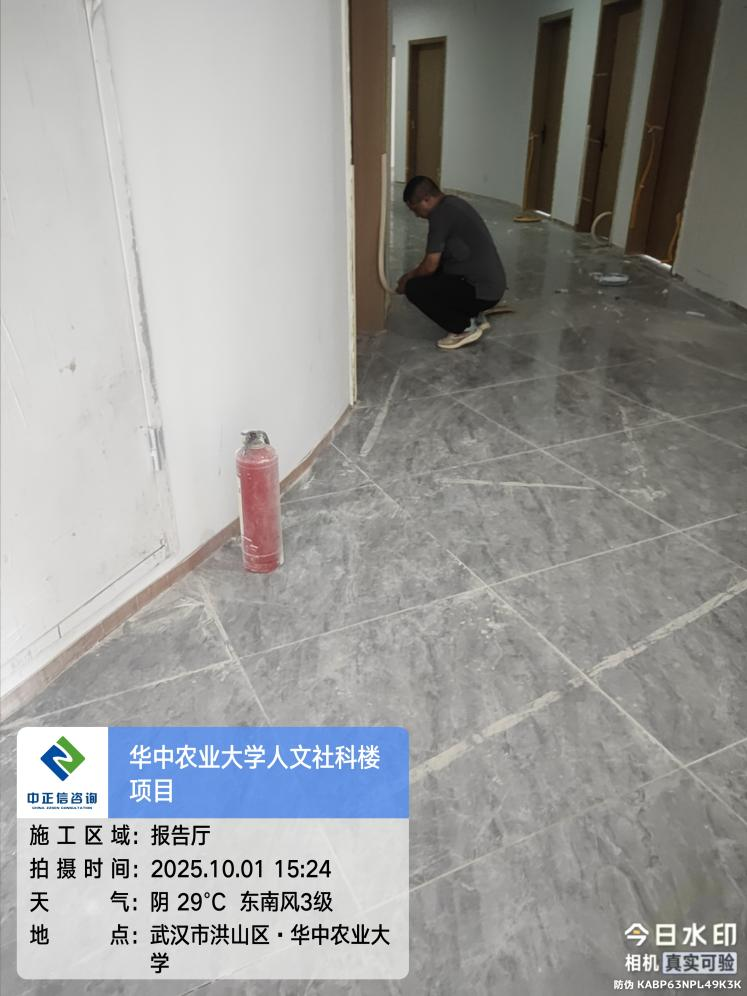 中正信咨询
华中农业大学人文社科楼
项目
施工区域：报告厅
拍摄时间：2025.10.01 15:24
天气：阴 29℃ 东南风3级
地点：武汉市洪山区·华中农业大
学
今日水印
相机 真实可验
防伪 KABP63NPL49K3K